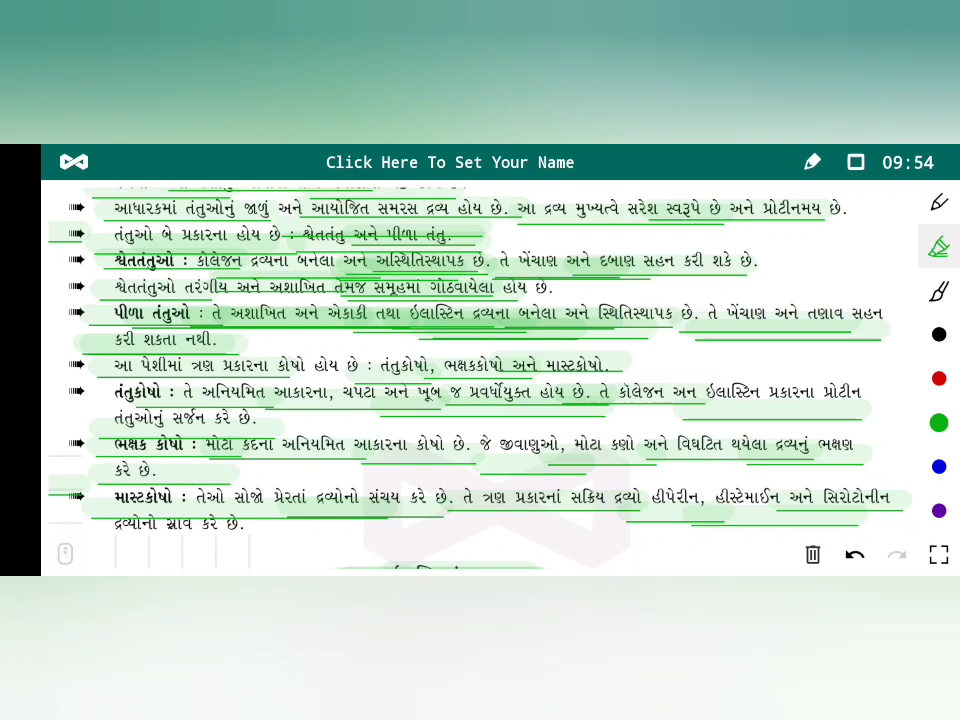 Click Here To Set Your Name
09:54
આધારકમાં તંતુઓનું જાળું અને આયોજિત સમરસ દ્રવ્ય હોય છે. આ દ્રવ્ય મુખ્યત્વે સરેશ સ્વરૂપે છે અને પ્રોટીનમય છે.
તંતુઓ બે પ્રકારના હોય છે : શ્વેતતંતુ અને પીળા તંતુ.
શ્વેતતંતુઓ : કોલેજન દ્રવ્યના બનેલા અને અસ્થિતિસ્થાપક છે. તે ખેંચાણ અને દબાણ સહન કરી શકે છે.
શ્વેતતંતુઓ તરંગીય અને અશાખિત તેમજ સમૂહમાં ગોઠવાયેલા હોય છે.
પીળા તંતુઓ : તે અશાખિત અને એકાકી તથા ઇલાસ્ટિન દ્રવ્યના બનેલા અને સ્થિતિસ્થાપક છે. તે ખેંચાણ અને તણાવ સહન
કરી શકતા નથી.
આ પેશીમાં ત્રણ પ્રકારના કોષો હોય છે : તંતુકોષો, ભક્ષકકોષો અને માસ્ટકોષો.
તંતુકોષો : તે અનિયમિત આકારના, ચપટા અને ખૂબ જ પ્રવર્ધોયુક્ત હોય છે. તે કૉલેજન અન ઇલાસ્ટિન પ્રકારના પ્રોટીન
તંતુઓનું સર્જન કરે છે.
ભક્ષક કોષો : મોટા કદના અનિયમિત આકારના કોષો છે. જે જીવાણુઓ, મોટા કણો અને વિઘટિત થયેલા દ્રવ્યનું ભક્ષણ
કરે છે.
માસ્ટકોષો : તેઓ સોજો પ્રેરતાં દ્રવ્યોનો સંચય કરે છે. તે ત્રણ પ્રકારનાં સક્રિય દ્રવ્યો હીપેરીન, હીસ્ટેમાઈન અને સિરોટોનીન
દ્રવ્યોનો સ્રાવ કરે છે.